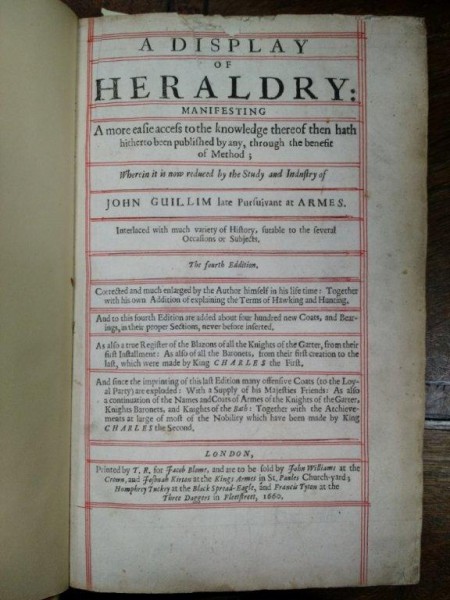 A DISPLAY
OF
HERALDRY:
MANIFESTING
A more easie access to the knowledge thereof then hath
hitherto been published by any, through the benefit
of Method;
Wherein it is now reduced by the Study and Industry of
JOHN GUILLIM late Pursuivant at ARMES.
Interlaced with much variety of History, sutable to the several
Occasions or Subjects.
The fourth Eddition.
Corrected and much enlarged by the Author himself in his life time: Together
with his own Addition of explaining the Terms of Hawking and Hunting.
And to this fourth Edition are added about four hundred new Coats, and Bear-
ings, in their proper Sections, never before inserted.
As also a true Register of the Blazons of all the Knights of the Garter, from their
first Installment: As also of all the Baronets, from their first creation to the
last, which were made by King CHARLES the First.
And since the imprinting of this last Edition many offensive Coats (to the Loy-
al Party) are exploded: With a Supply of his Majesties Friends: As also
a continuation of the Names and Coats of Armes of the Knights of the Garter,
Knights Baronets, and Knights of the Bath: Together with the Atchieve-
ments at large of most of the Nobility which have been made by King
CHARLES the Second.
LONDON,
Printed by T. R. for Jacob Blome, and are to be sold by John Williams at the
Crown, and Joshuah Kirton at the Kings Armes in St. Paules Church-yard;
Humphrey Tuckey at the Black Spread-Eagle, and Francis Tyton at the
Three Daggers in Fleetstreet, 1660.